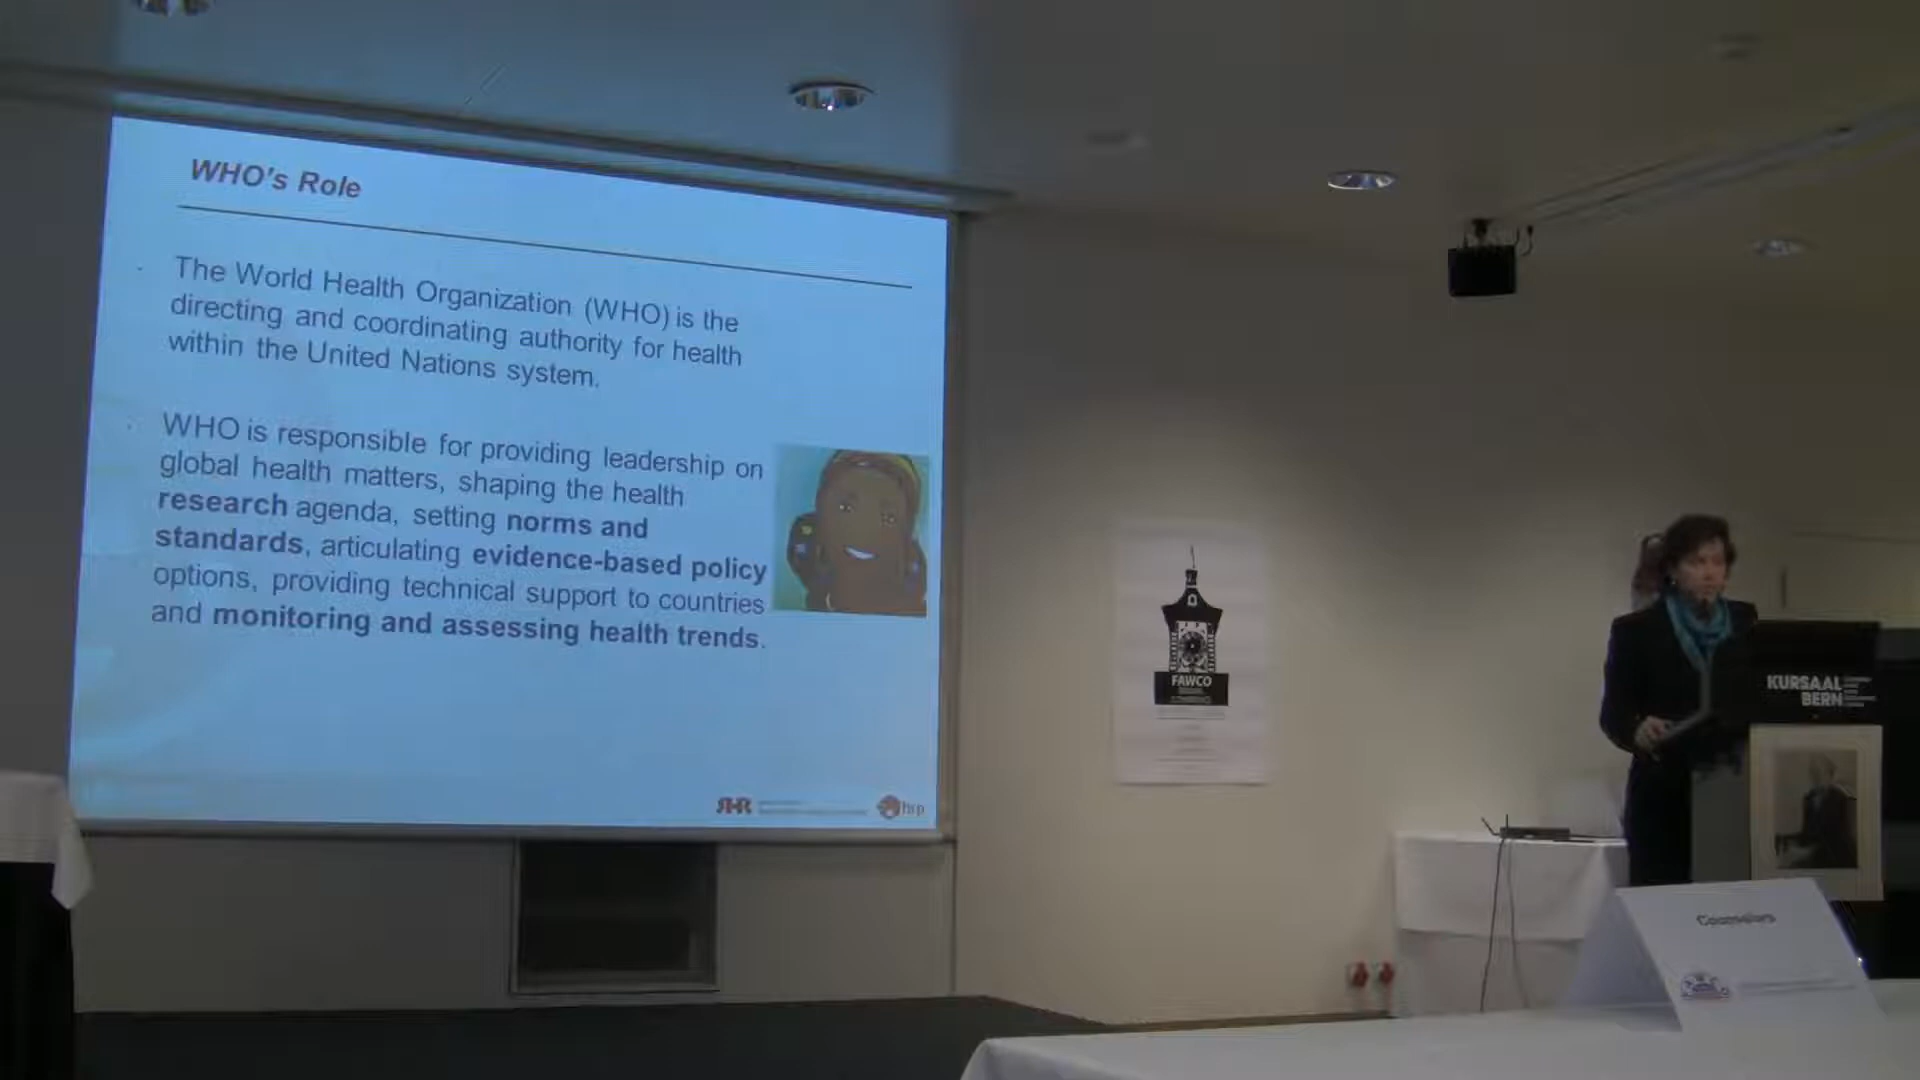 WHO's Role
The World Health Organization (WHO) is the
directing and coordinating authority for health
within the United Nations system.
WHO is responsible for providing leadership on
global health matters, shaping the health
research agenda, setting norms and
standards, articulating evidence-based policy
options, providing technical support to countries
and monitoring and assessing health trends.
RHR
hrp
FAWCO
KURSAAL
BERN
Counselors